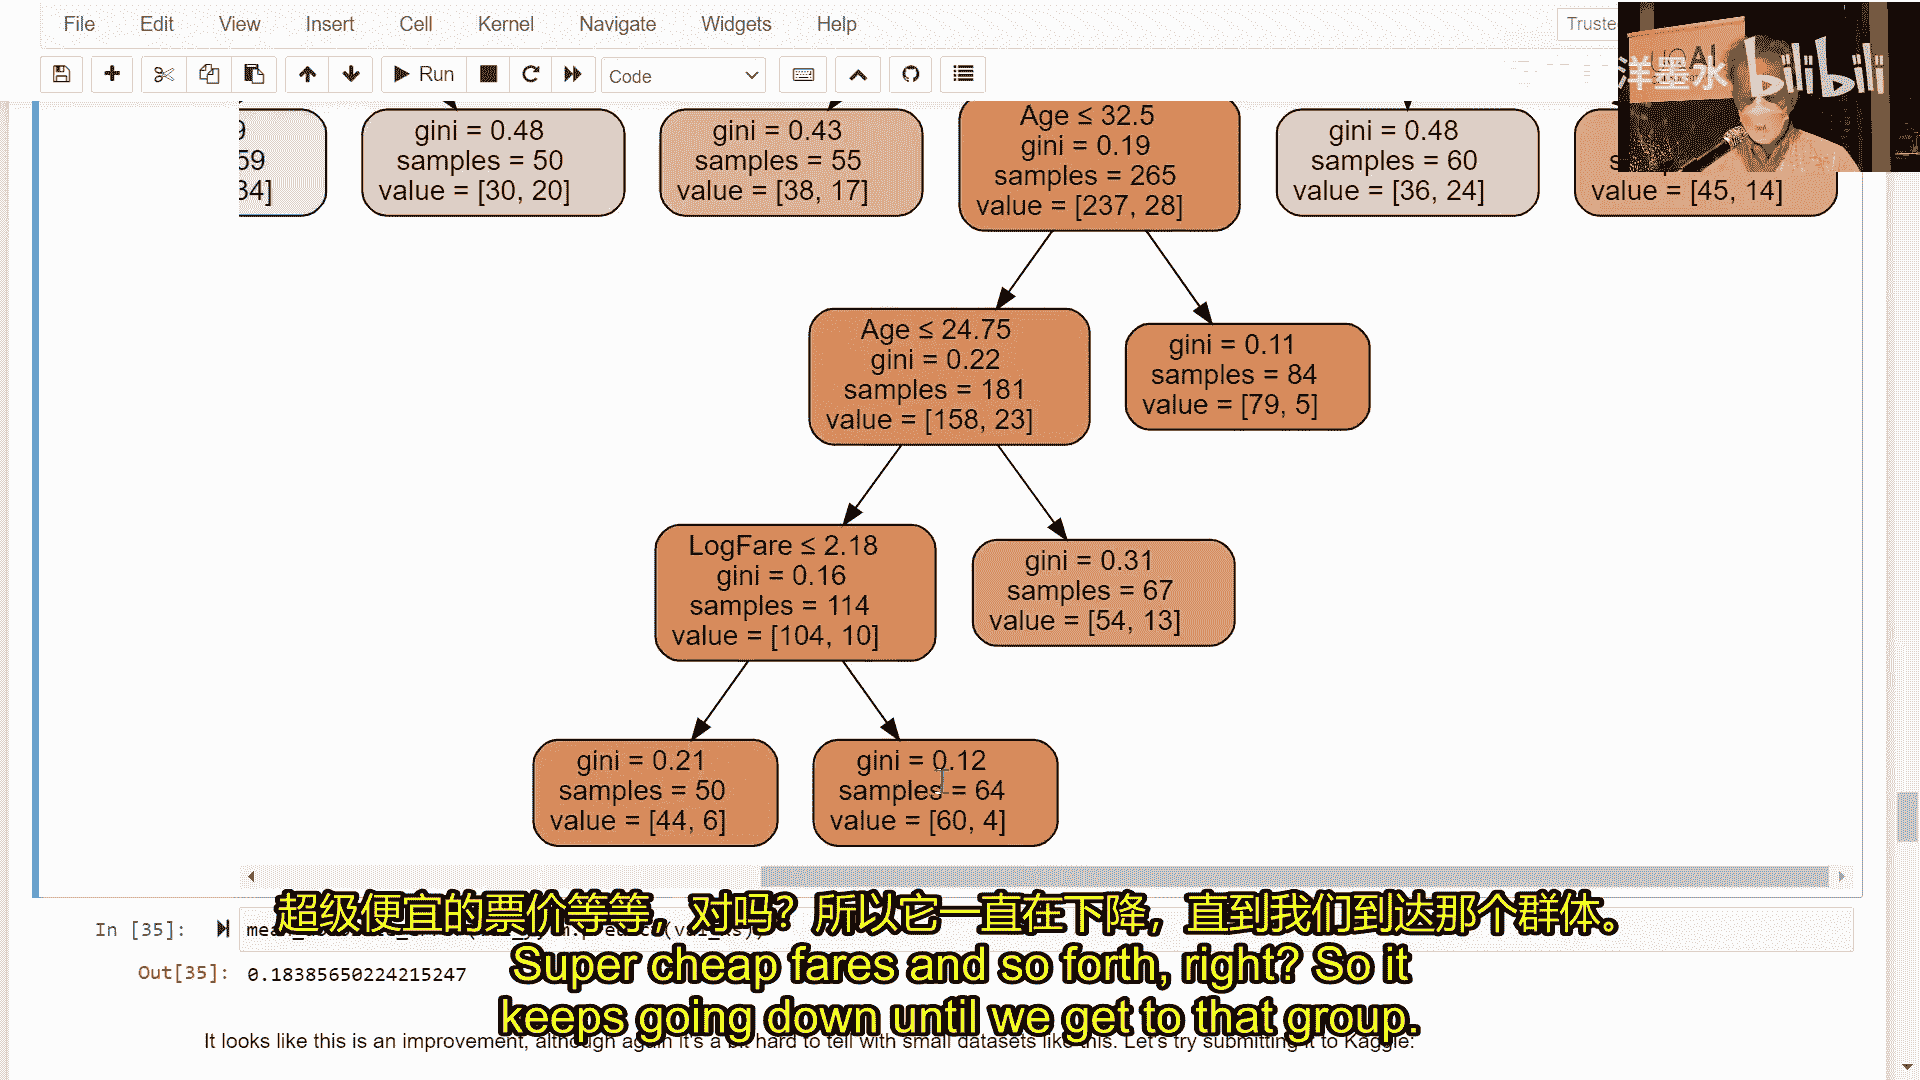 File Edit View Insert Cell Kernel Navigate Widgets Help
Run Code
洋墨水 bilibili
gini = 0.48
samples = 50
value = [30, 20]
gini = 0.43
samples = 55
value = [38, 17]
Age ≤ 32.5
gini = 0.19
samples = 265
value = [237, 28]
gini = 0.48
samples = 60
value = [36, 24]
value = [45, 14]
Age ≤ 24.75
gini = 0.22
samples = 181
value = [158, 23]
gini = 0.11
samples = 84
value = [79, 5]
LogFare ≤ 2.18
gini = 0.16
samples = 114
value = [104, 10]
gini = 0.31
samples = 67
value = [54, 13]
gini = 0.21
samples = 50
value = [44, 6]
gini = 0.12
samples = 64
value = [60, 4]
In [35]:
超级便宜的票价等等，对吗？所以它一直在下降，直到我们到达那个群体。
Out[35]: 0.18385650224215247
Super cheap fares and so forth, right? So it
keeps going down until we get to that group.
It looks like this is an improvement, although again it's a bit hard to tell with small datasets like this. Let's try submitting it to Kaggle: